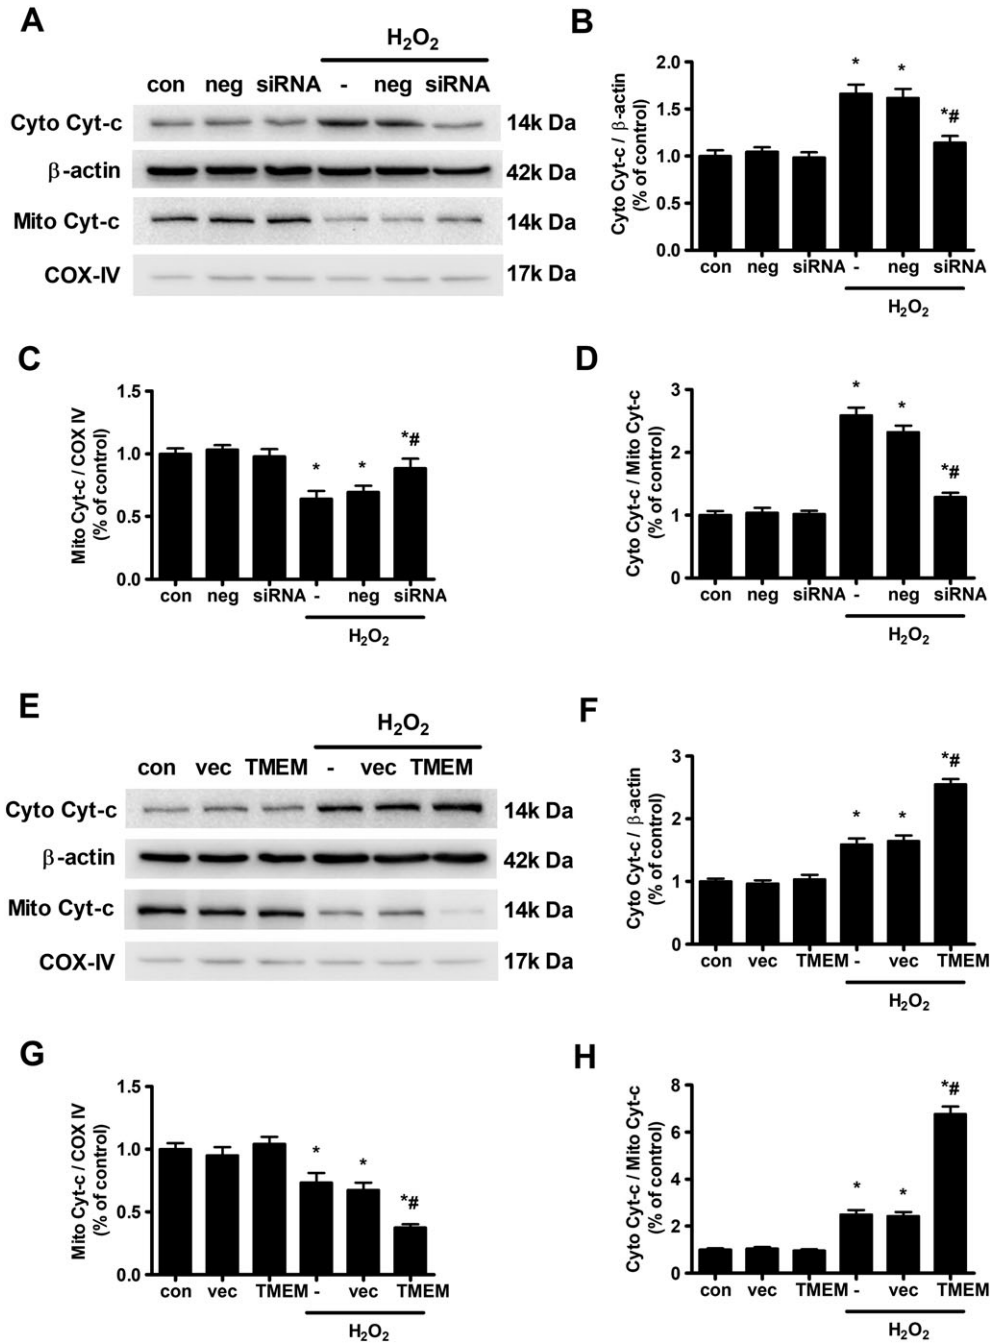 A
H₂O₂
con neg siRNA - neg siRNA
Cyto Cyt-c 14k Da
β-actin 42k Da
Mito Cyt-c 14k Da
COX-IV 17k Da
B
Cyto Cyt-c / β-actin
(% of control)
2.0
1.5
1.0
0.5
0.0
* * *#
con neg siRNA - neg siRNA
H₂O₂
C
Mito Cyt-c / COX IV
(% of control)
1.5
1.0
0.5
0.0
* * *#
con neg siRNA - neg siRNA
H₂O₂
D
Cyto Cyt-c / Mito Cyt-c
(% of control)
3
2
1
0
* * *#
con neg siRNA - neg siRNA
H₂O₂
E
H₂O₂
con vec TMEM - vec TMEM
Cyto Cyt-c 14k Da
β-actin 42k Da
Mito Cyt-c 14k Da
COX-IV 17k Da
F
Cyto Cyt-c / β-actin
(% of control)
3
2
1
0
* * *#
con vec TMEM - vec TMEM
H₂O₂
G
Mito Cyt-c / COX IV
(% of control)
1.5
1.0
0.5
0.0
* * *#
con vec TMEM - vec TMEM
H₂O₂
H
Cyto Cyt-c / Mito Cyt-c
(% of control)
8
6
4
2
0
* * *#
con vec TMEM - vec TMEM
H₂O₂